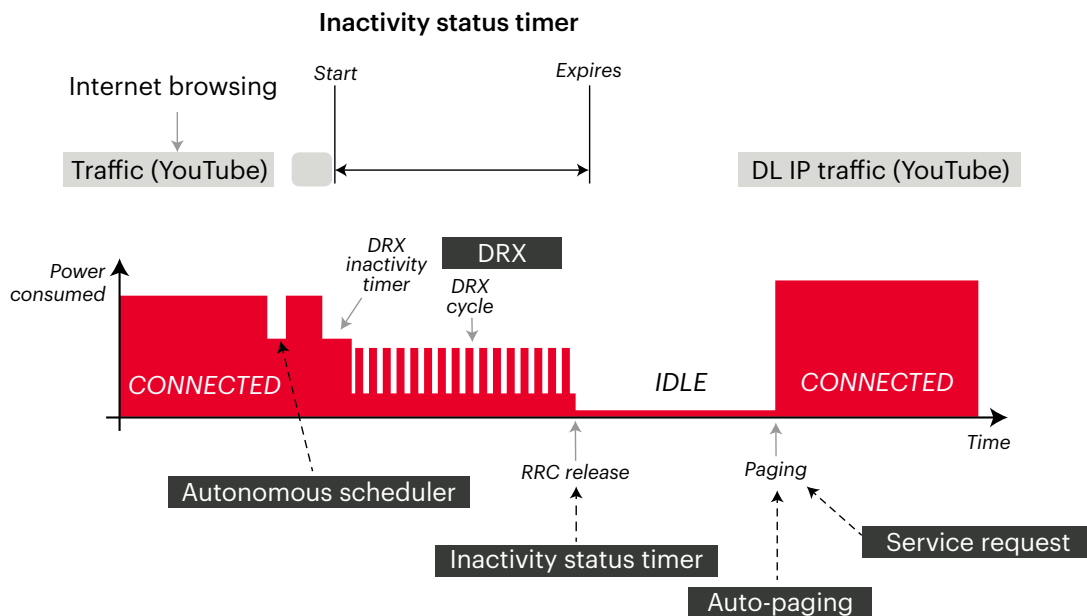 Inactivity status timer
Start
Expires
Internet browsing
Traffic (YouTube)
DL IP traffic (YouTube)
DRX
inactivity
timer
DRX
DRX
cycle
Power
consumed
CONNECTED
IDLE
CONNECTED
Time
RRC release
Paging
Autonomous scheduler
Inactivity status timer
Service request
Auto-paging